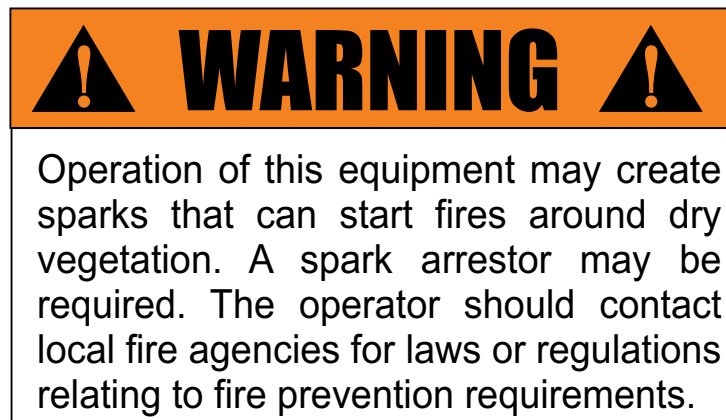 WARNING
Operation of this equipment may create
sparks that can start fires around dry
vegetation. A spark arrestor may be
required. The operator should contact
local fire agencies for laws or regulations
relating to fire prevention requirements.